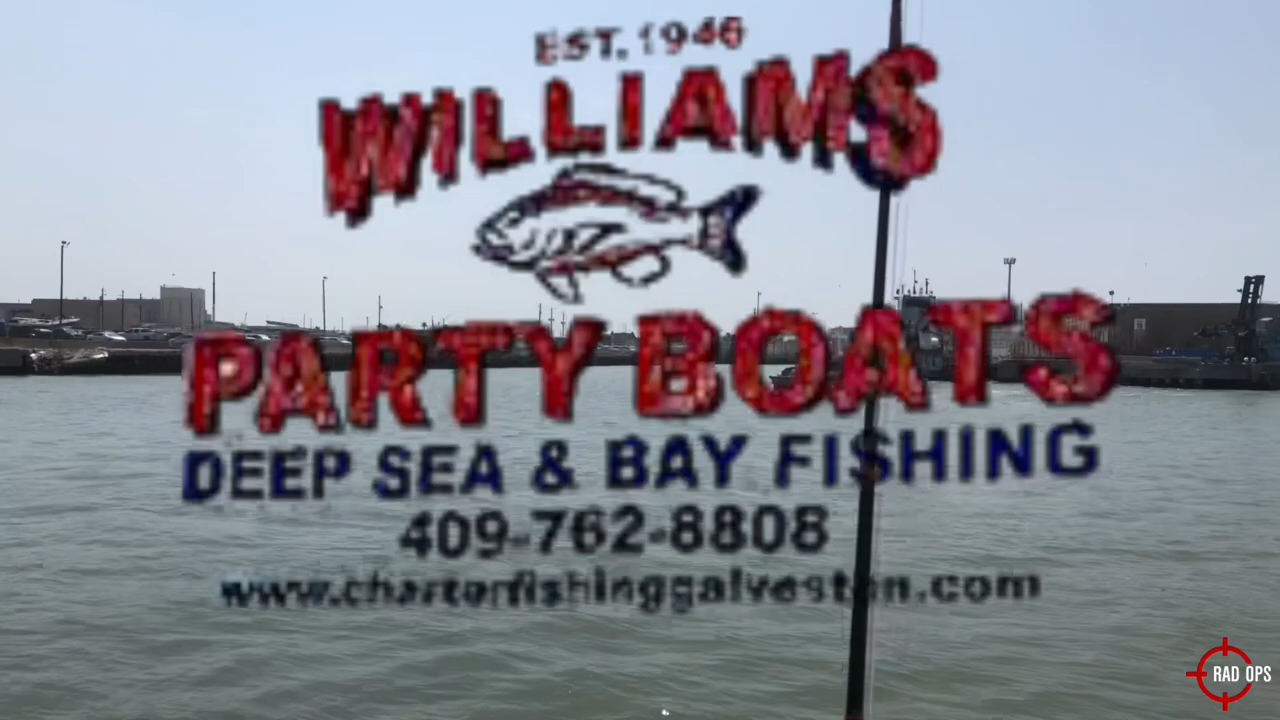 EST. 1946
WILLIAMS
PARTY BOATS
DEEP SEA & BAY FISHING
409-762-8808
www.charterfishinggalveston.com
RAD OPS